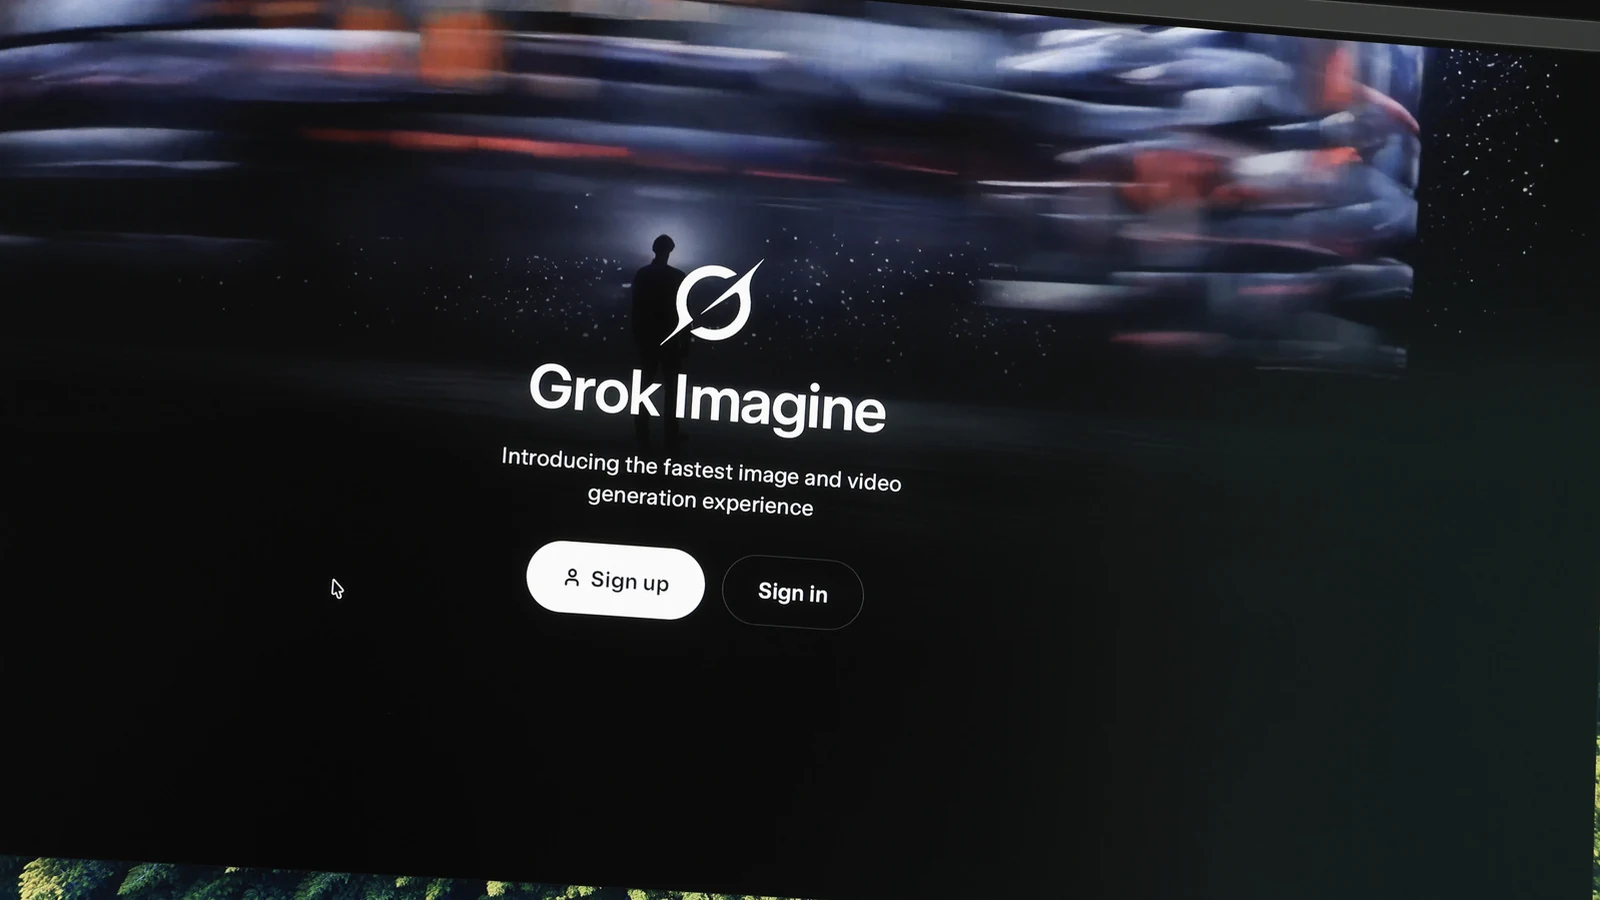 Grok Imagine
Introducing the fastest image and video
generation experience
Sign up
Sign in